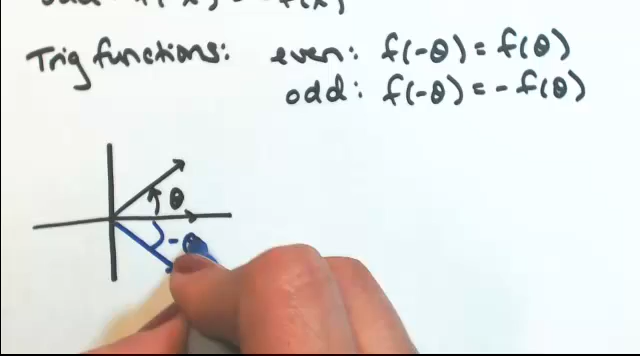 Trig functions: even: f(-θ) = f(θ)
odd: f(-θ) = - f(θ)
θ
-θ